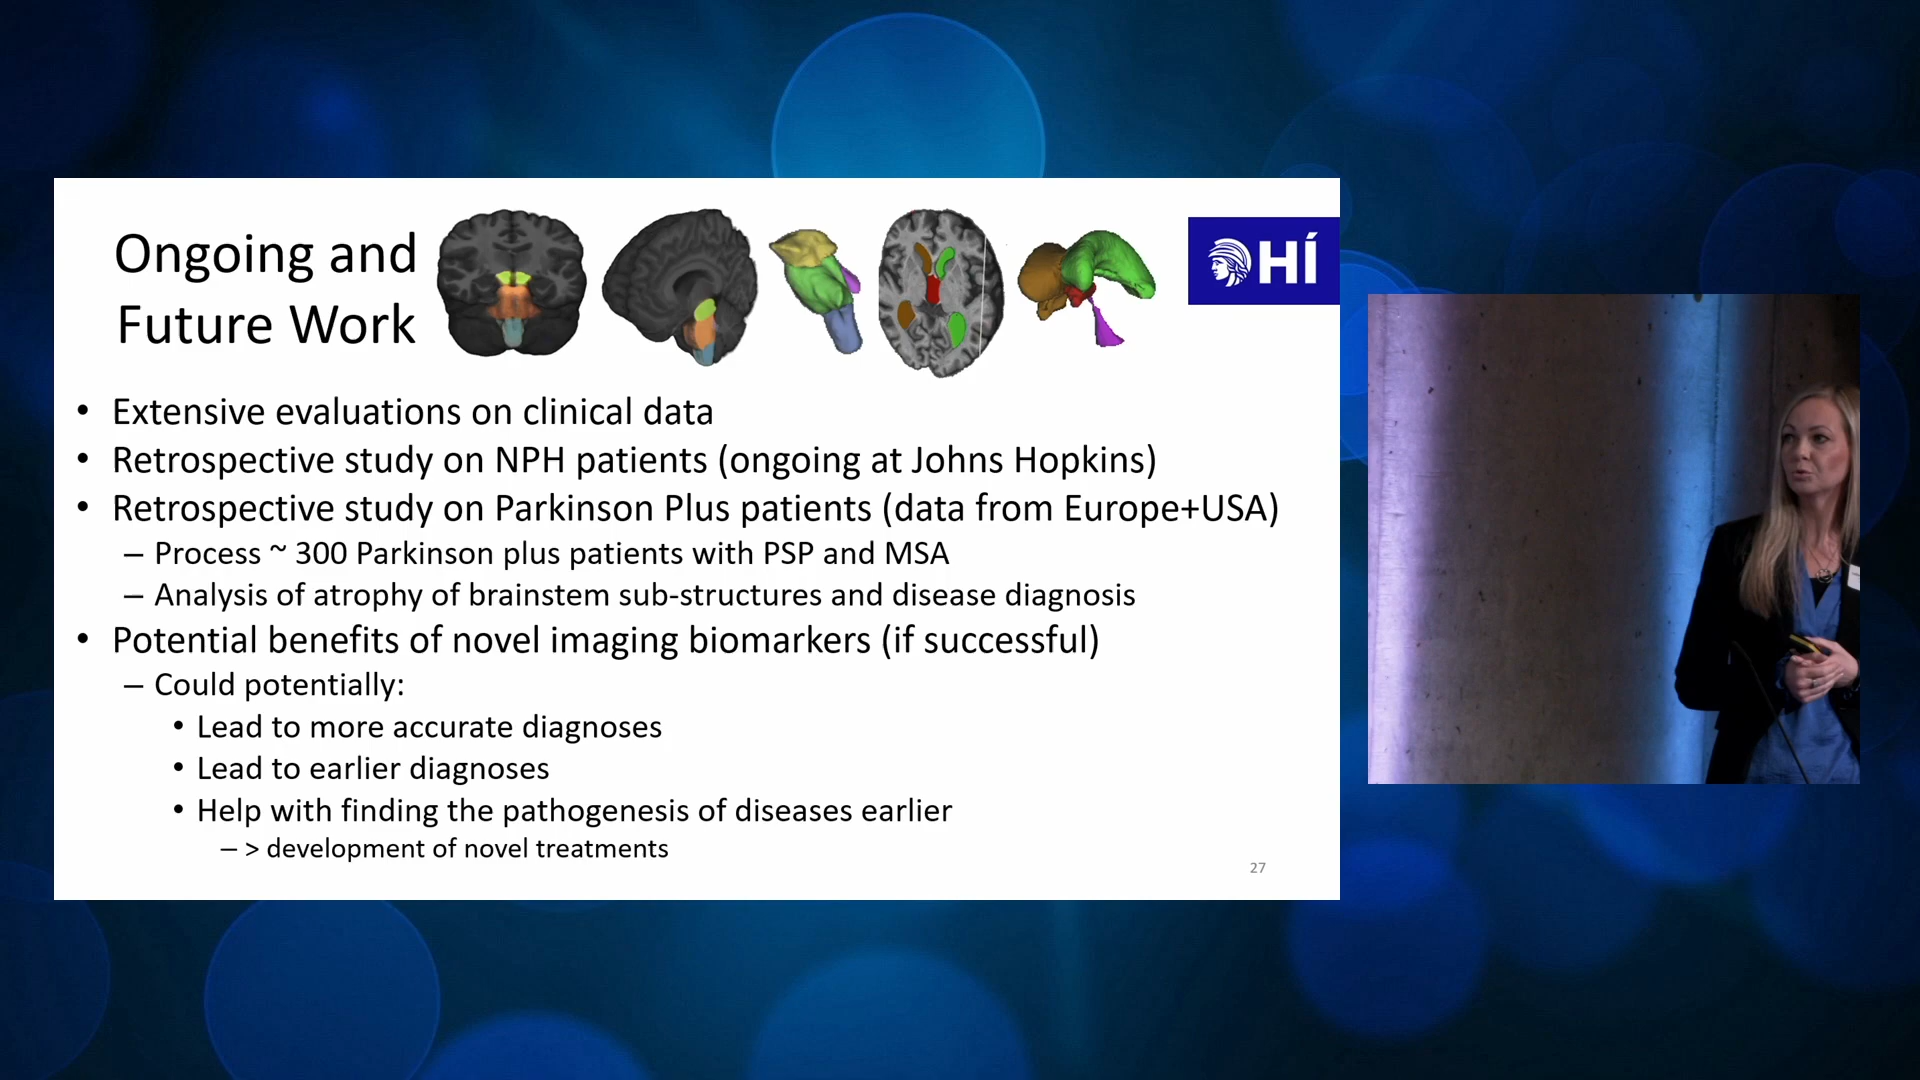 Ongoing and
Future Work
HÍ
• Extensive evaluations on clinical data
• Retrospective study on NPH patients (ongoing at Johns Hopkins)
• Retrospective study on Parkinson Plus patients (data from Europe+USA)
– Process ~ 300 Parkinson plus patients with PSP and MSA
– Analysis of atrophy of brainstem sub-structures and disease diagnosis
• Potential benefits of novel imaging biomarkers (if successful)
– Could potentially:
• Lead to more accurate diagnoses
• Lead to earlier diagnoses
• Help with finding the pathogenesis of diseases earlier
– > development of novel treatments
27